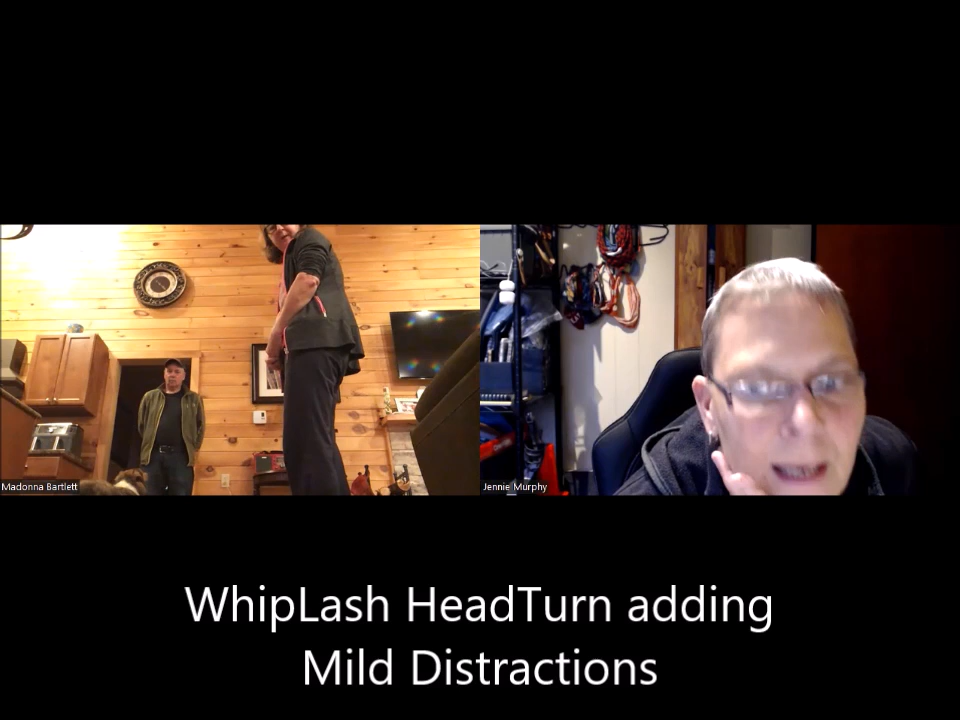 Madonna Bartlett
Jennie Murphy
WhipLash HeadTurn adding
Mild Distractions